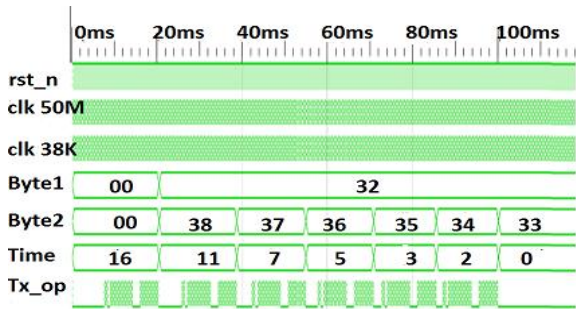 0ms 20ms 40ms 60ms 80ms 100ms
rst_n
clk 50M
clk 38K
Byte1 00 32
Byte2 00 38 37 36 35 34 33
Time 16 11 7 5 3 2 0
Tx_op